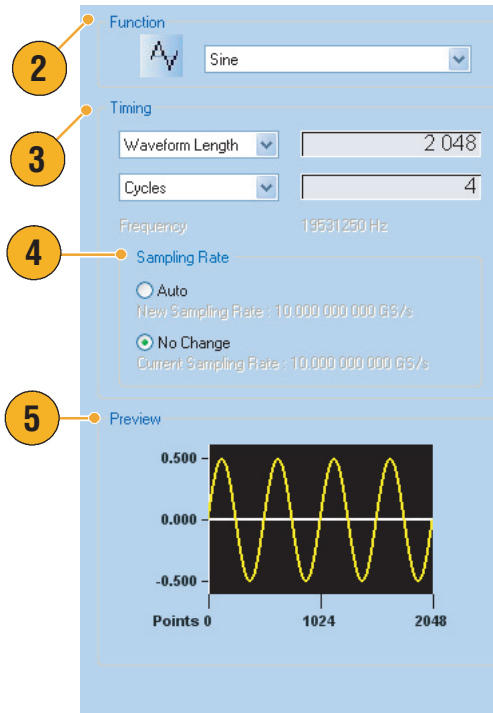 2
Function
Sine
3
Timing
Waveform Length 2 048
Cycles 4
Frequency 19531250 Hz
4
Sampling Rate
Auto
New Sampling Rate : 10 000 000 000 GS/s
No Change
Current Sampling Rate : 10.000 000 000 GS/s
5
Preview
0.500
0.000
-0.500
Points 0 1024 2048